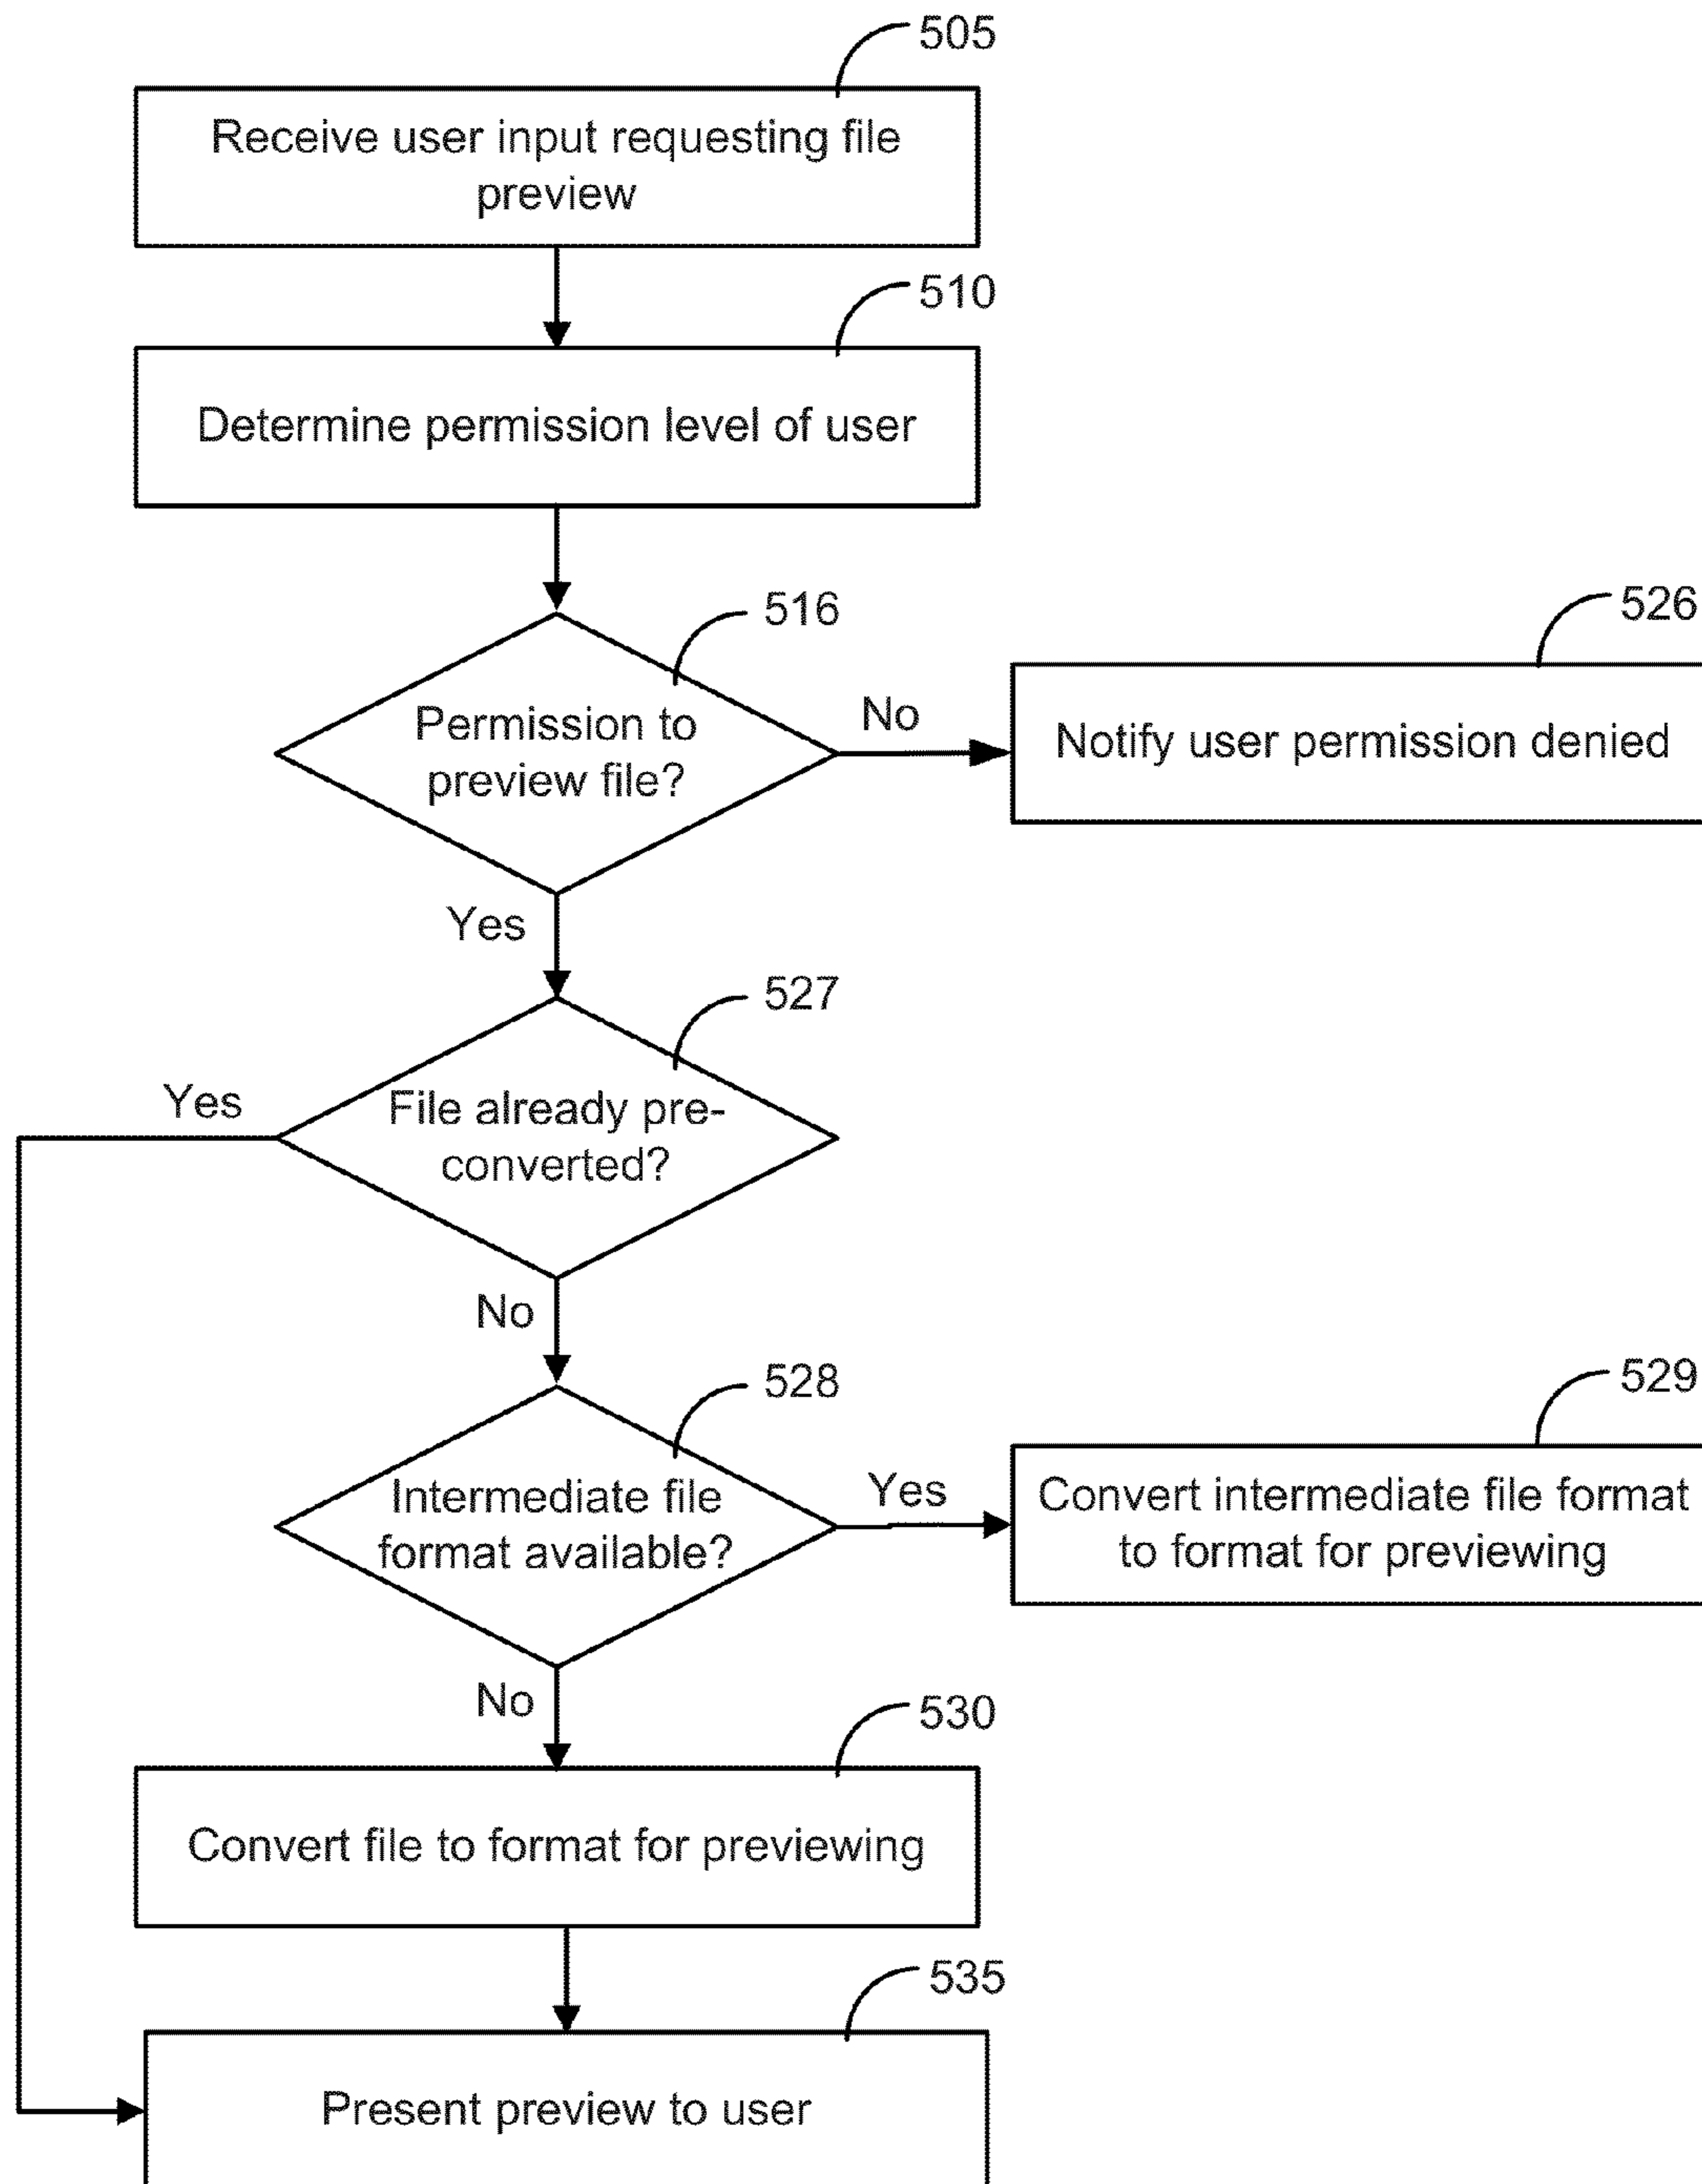 505
Receive user input requesting file
preview
510
Determine permission level of user
516
Permission to
preview file?
No
526
Notify user permission denied
Yes
527
File already pre-
converted?
Yes
No
528
Intermediate file
format available?
Yes
529
Convert intermediate file format
to format for previewing
No
530
Convert file to format for previewing
535
Present preview to user